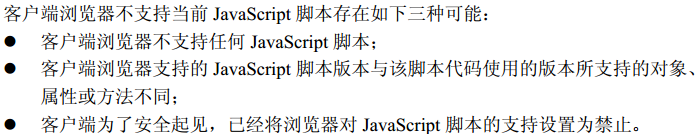 客户端浏览器不支持当前 JavaScript 脚本存在如下三种可能：
● 客户端浏览器不支持任何 JavaScript 脚本；
● 客户端浏览器支持的 JavaScript 脚本版本与该脚本代码使用的版本所支持的对象、
属性或方法不同；
● 客户端为了安全起见，已经将浏览器对 JavaScript 脚本的支持设置为禁止。